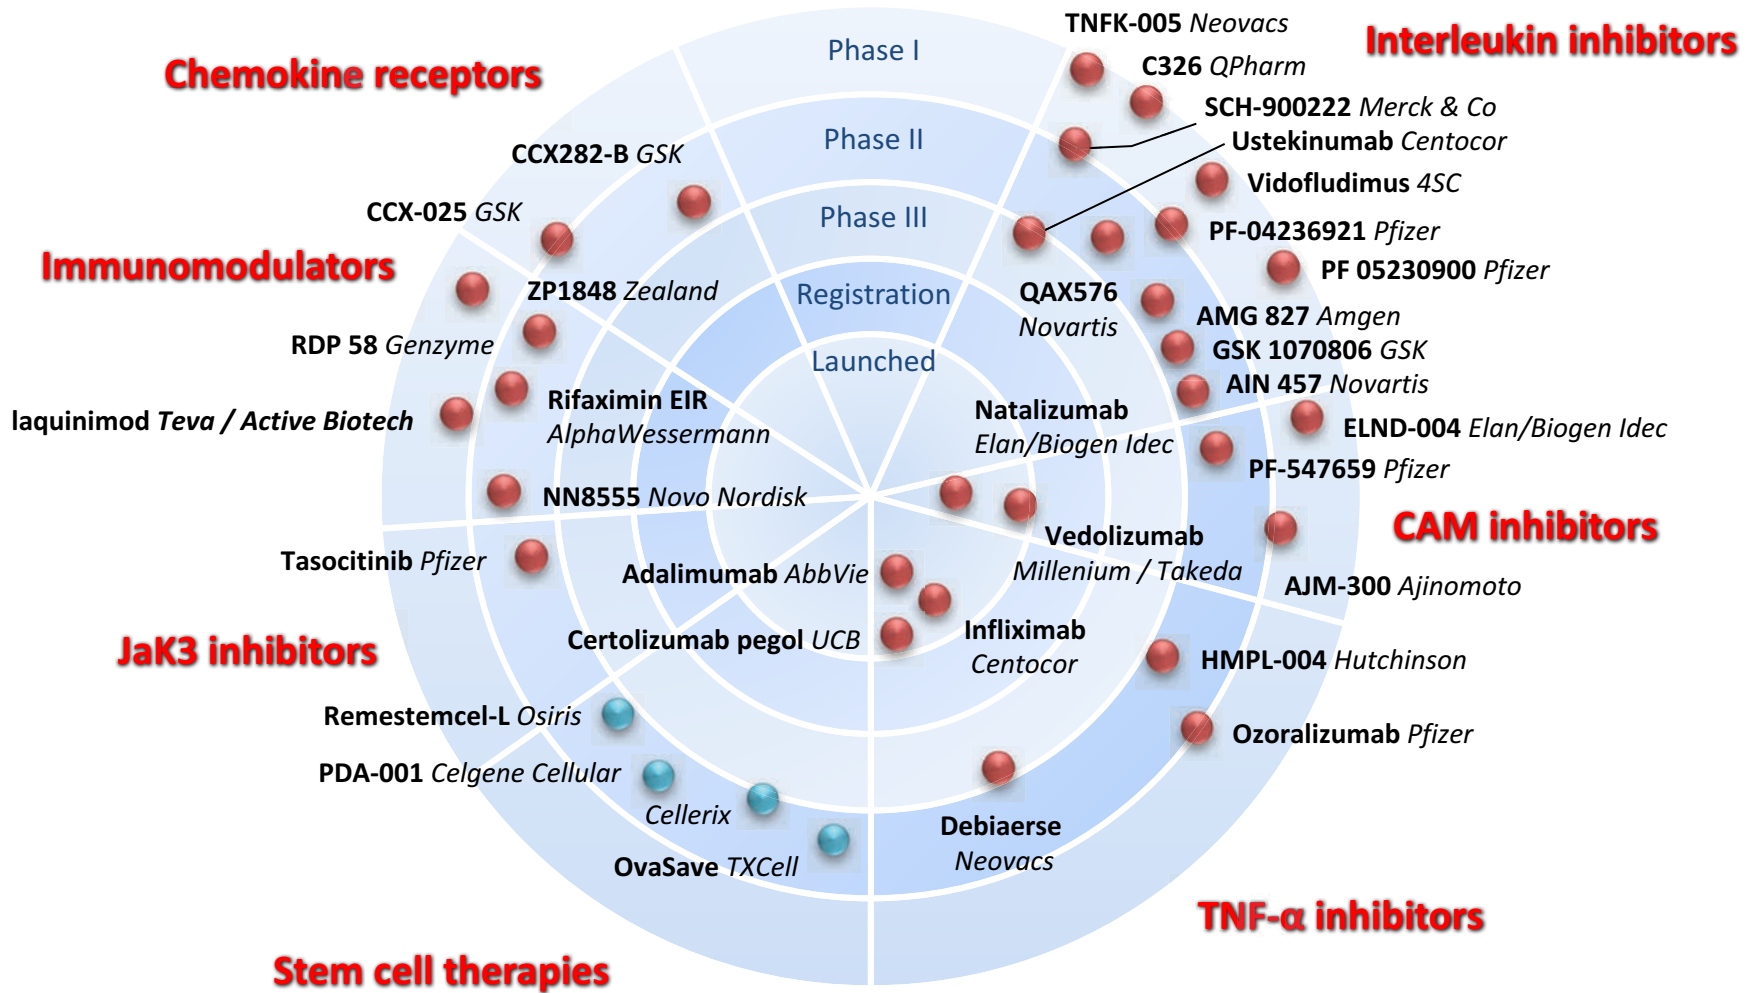 TNFK-005 Neovacs
Interleukin inhibitors
Phase I
C326 QPharm
Chemokine receptors
SCH-900222 Merck & Co
Phase II
Ustekinumab Centocor
CCX282-B GSK
Vidofludimus 4SC
CCX-025 GSK
Phase III
PF-04236921 Pfizer
Immunomodulators
PF 05230900 Pfizer
ZP1848 Zealand
Registration
QAX576
Novartis
AMG 827 Amgen
RDP 58 Genzyme
GSK 1070806 GSK
Launched
AIN 457 Novartis
Rifaximin EIR
AlphaWessermann
laquinimod Teva / Active Biotech
Natalizumab
Elan/Biogen Idec
ELND-004 Elan/Biogen Idec
PF-547659 Pfizer
NN8555 Novo Nordisk
CAM inhibitors
Vedolizumab
Millenium / Takeda
Tasocitinib Pfizer
Adalimumab AbbVie
AJM-300 Ajinomoto
Certolizumab pegol UCB
Infliximab
Centocor
JaK3 inhibitors
HMPL-004 Hutchinson
Remestemcel-L Osiris
Ozoralizumab Pfizer
PDA-001 Celgene Cellular
Cellerix
Debiaerse
Neovacs
OvaSave TXCell
TNF-α inhibitors
Stem cell therapies